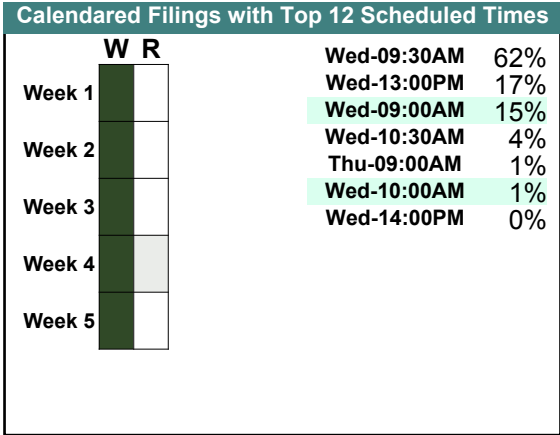 Calendared Filings with Top 12 Scheduled Times
W R
Week 1
Week 2
Week 3
Week 4
Week 5
Wed-09:30AM 62%
Wed-13:00PM 17%
Wed-09:00AM 15%
Wed-10:30AM 4%
Thu-09:00AM 1%
Wed-10:00AM 1%
Wed-14:00PM 0%